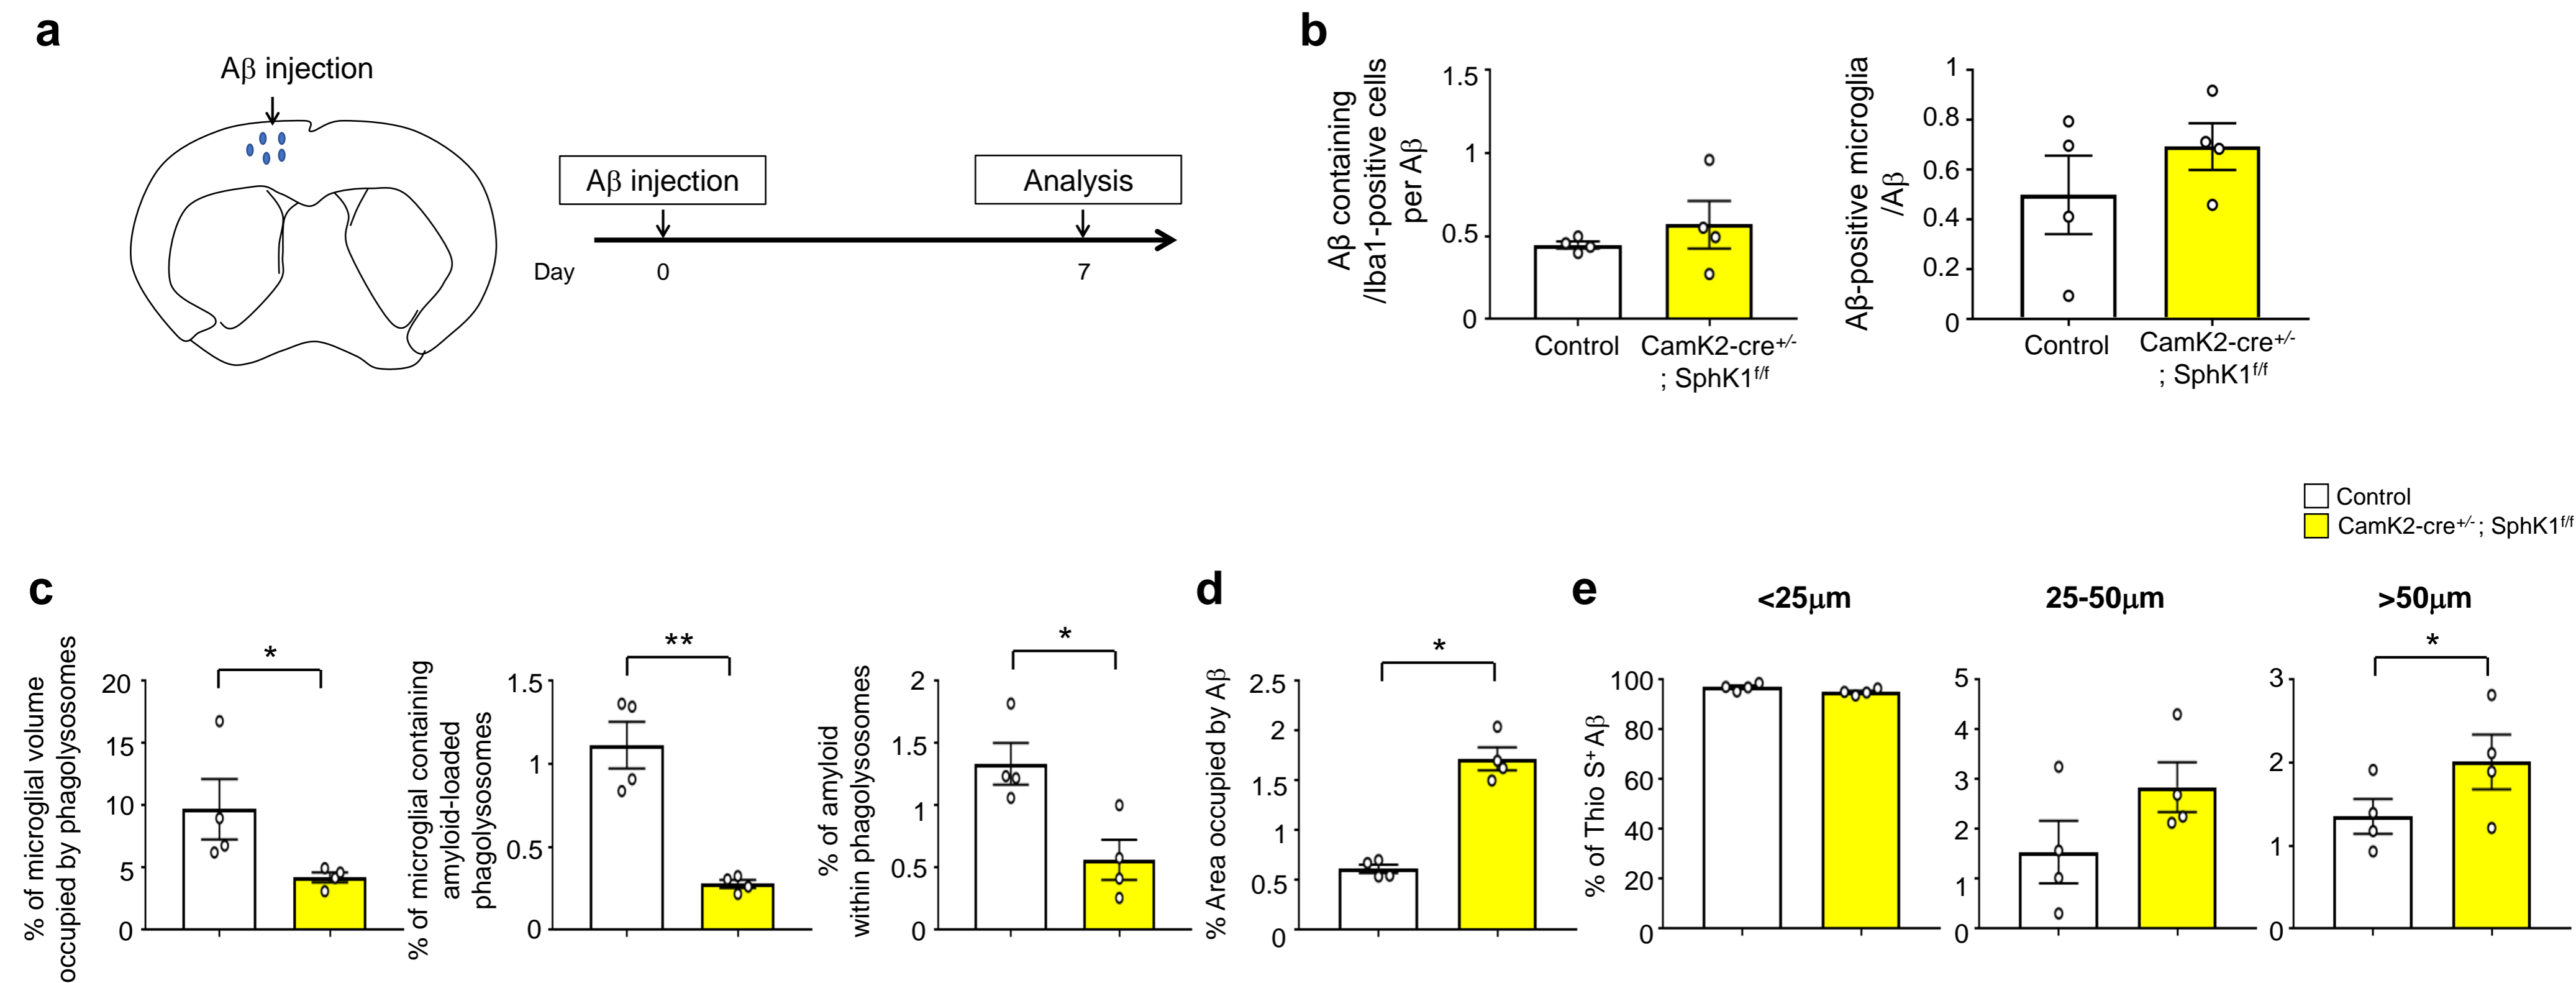 a
Aβ injection
Aβ injection
Analysis
Day
0
7
b
Aβ containing
/Iba1-positive cells
per Aβ
1.5
1
0.5
0
Control
CamK2-cre+/-
; SphK1f/f
Aβ-positive microglia
/Aβ
1
0.8
0.6
0.4
0.2
0
Control
CamK2-cre+/-
; SphK1f/f
Control
CamK2-cre+/- ; SphK1f/f
c
% of microglial volume
occupied by phagolysosomes
20
15
10
5
0
*
% of microglial containing
amyloid-loaded
phagolysosomes
1.5
1
0.5
0
**
% of amyloid
within phagolysosomes
2
1.5
1
0.5
0
*
d
% Area occupied by Aβ
2.5
2
1.5
1
0.5
0
*
e
% of Thio S+ Aβ
<25μm
100
80
60
40
20
0
25-50μm
5
4
3
2
1
0
>50μm
*
3
2
1
0